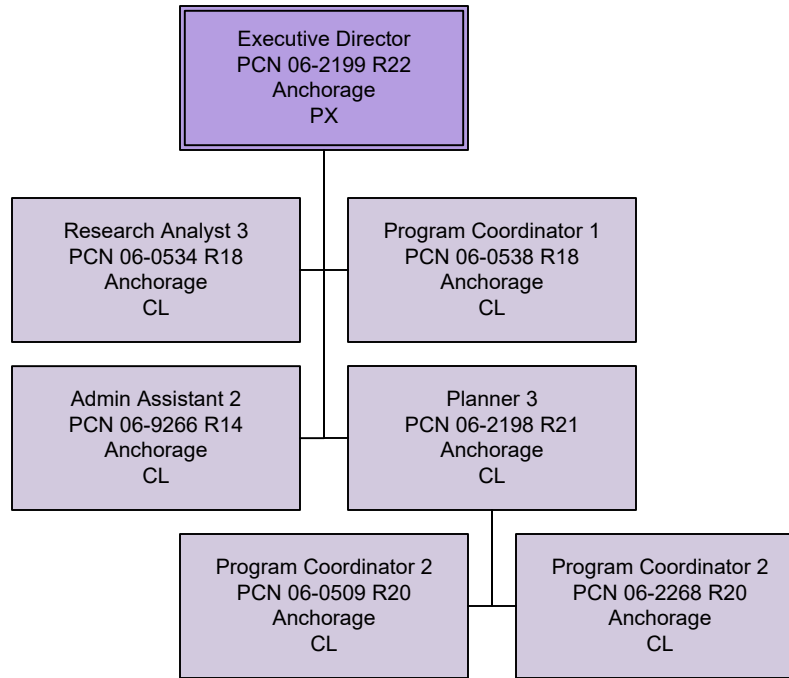 Executive Director
PCN 06-2199 R22
Anchorage
PX
Research Analyst 3
PCN 06-0534 R18
Anchorage
CL
Program Coordinator 1
PCN 06-0538 R18
Anchorage
CL
Admin Assistant 2
PCN 06-9266 R14
Anchorage
CL
Planner 3
PCN 06-2198 R21
Anchorage
CL
Program Coordinator 2
PCN 06-0509 R20
Anchorage
CL
Program Coordinator 2
PCN 06-2268 R20
Anchorage
CL